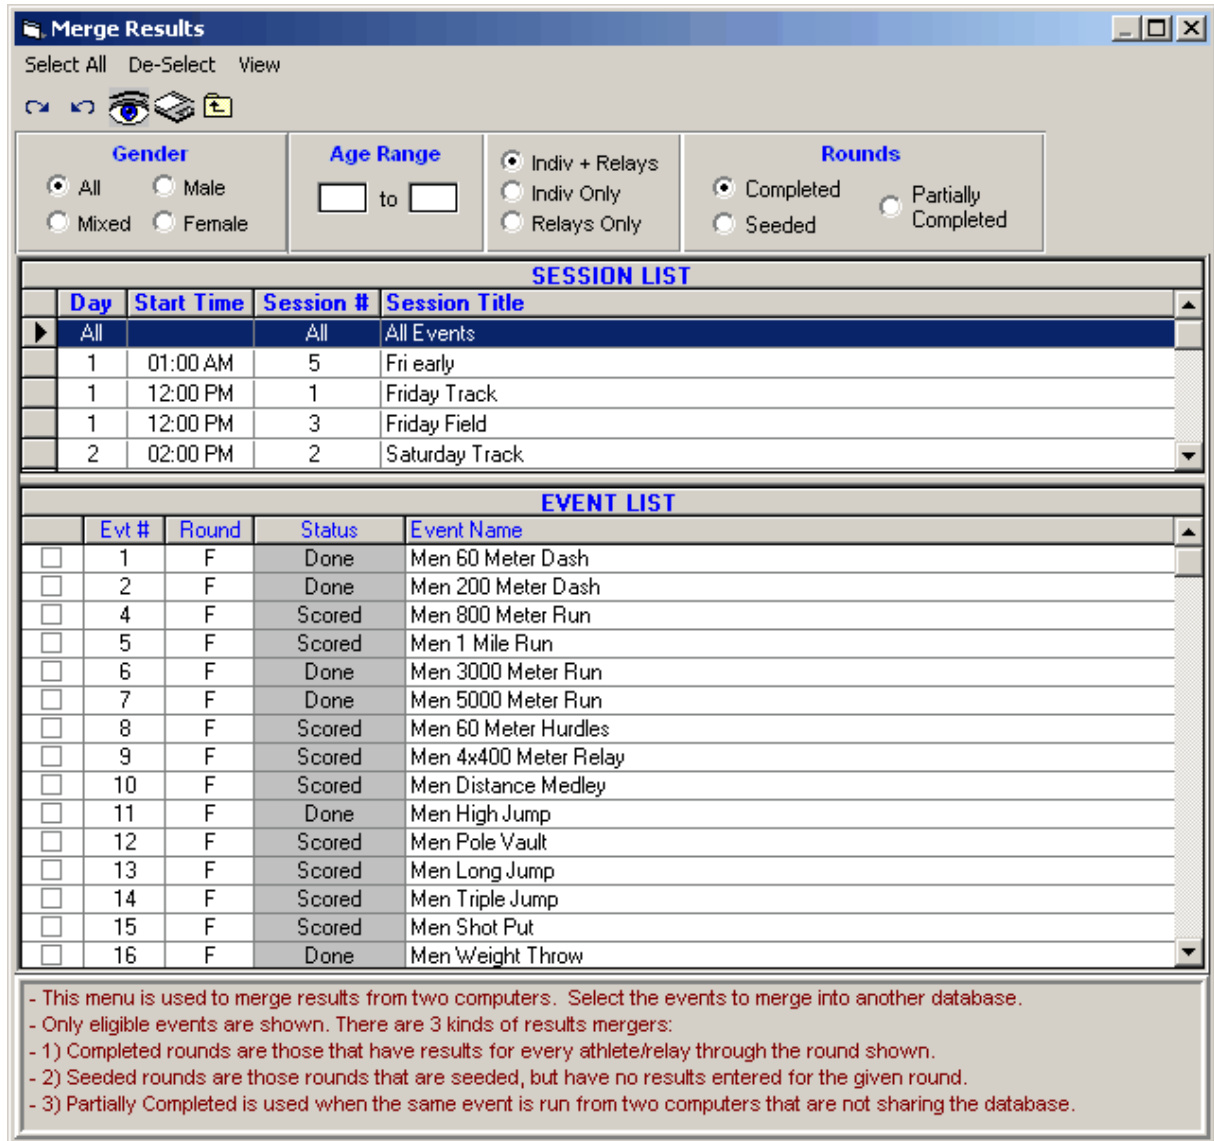 Merge Results
Select All De-Select View
Gender Age Range Rounds
All Male to Indiv + Relays Completed Partially Completed
Mixed Female Indiv Only Seeded
Relays Only
SESSION LIST
Day Start Time Session # Session Title
All All All Events
1 01:00 AM 5 Fri early
1 12:00 PM 1 Friday Track
1 12:00 PM 3 Friday Field
2 02:00 PM 2 Saturday Track
EVENT LIST
Evt # Round Status Event Name
1 F Done Men 60 Meter Dash
2 F Done Men 200 Meter Dash
4 F Scored Men 800 Meter Run
5 F Scored Men 1 Mile Run
6 F Done Men 3000 Meter Run
7 F Done Men 5000 Meter Run
8 F Scored Men 60 Meter Hurdles
9 F Scored Men 4x400 Meter Relay
10 F Scored Men Distance Medley
11 F Done Men High Jump
12 F Scored Men Pole Vault
13 F Scored Men Long Jump
14 F Scored Men Triple Jump
15 F Scored Men Shot Put
16 F Done Men Weight Throw
- This menu is used to merge results from two computers.  Select the events to merge into another database.
- Only eligible events are shown. There are 3 kinds of results mergers:
- 1) Completed rounds are those that have results for every athlete/relay through the round shown.
- 2) Seeded rounds are those rounds that are seeded, but have no results entered for the given round.
- 3) Partially Completed is used when the same event is run from two computers that are not sharing the database.